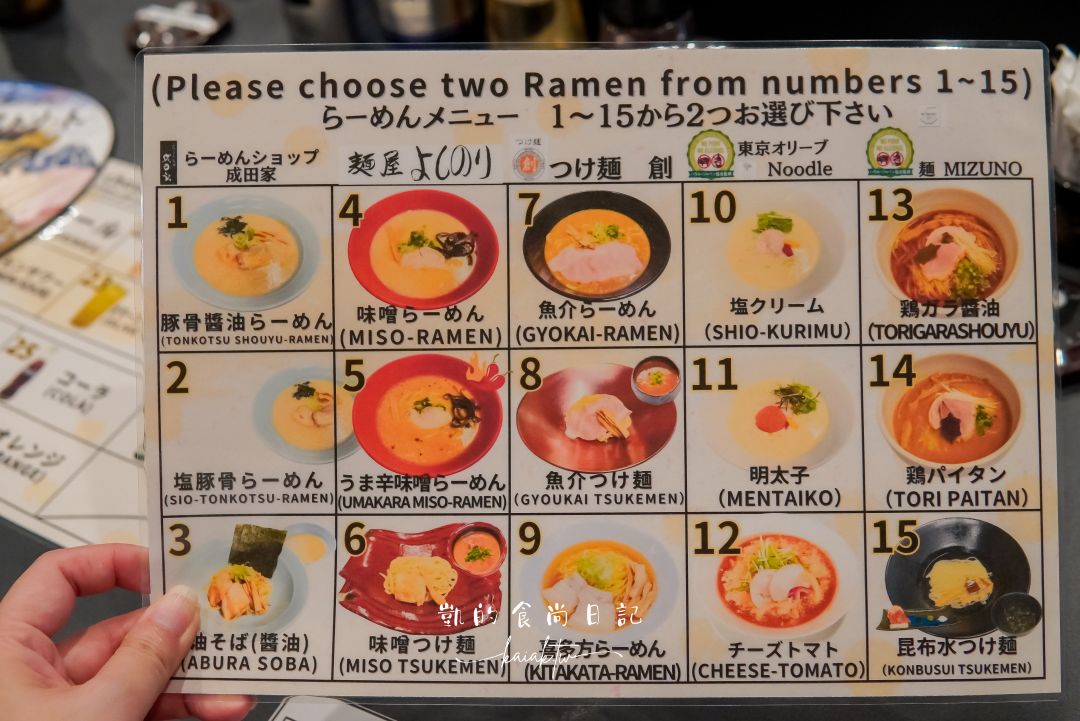 (Please choose two Ramen from numbers 1~15)
らーめんメニュー 1~15から2つお選び下さい
らーめんショップ
成田家
麺屋 よしのり
つけ麺
創
つけ麺 創
東京オリーブ
Noodle
麺 MIZUNO
1
豚骨醬油らーめん
(TONKOTSU SHOUYU-RAMEN)
4
味噌らーめん
(MISO-RAMEN)
7
魚介らーめん
(GYOKAI-RAMEN)
10
塩クリーム
(SHIO-KURIMU)
13
鶏ガラ醬油
(TORIGARASHOUYU)
2
塩豚骨らーめん
(SIO-TONKOTSU-RAMEN)
5
うま辛味噌らーめん
(UMAKARA MISO-RAMEN)
8
魚介つけ麺
(GYOUKAI TSUKEMEN)
11
明太子
(MENTAIKO)
14
鶏パイタン
(TORI PAITAN)
3
油そば(醬油)
(ABURA SOBA)
6
味噌つけ麺
(MISO TSUKEMEN)
9
喜多方らーめん
(KITAKATA-RAMEN)
12
チーズトマト
(CHEESE-TOMATO)
15
昆布水つけ麺
(KONBUSUI TSUKEMEN)
凱的食尚日記
kaiak.tw
25
コーラ
(COLA)
オレンジ